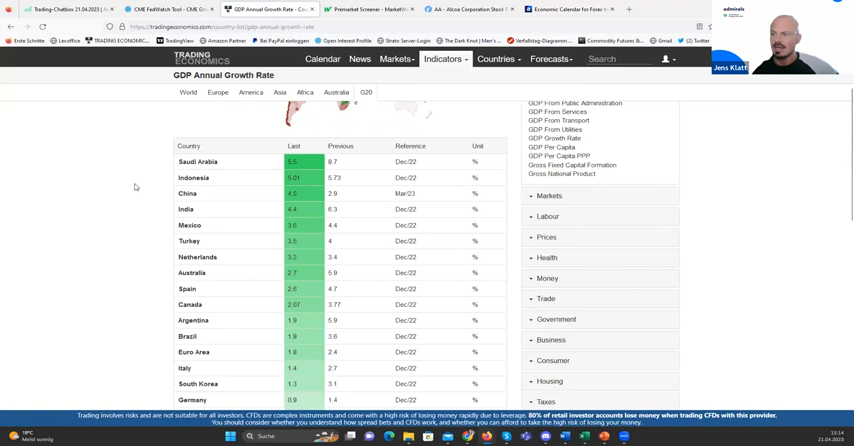 Trading-Chatbox 21.04.2023 | A
CME FedWatch Tool - CME Gro
GDP Annual Growth Rate - Cou
Premarket Screener - MarketW
AA – Alcoa Corporation Stock P
Economic Calendar for
https://tradingeconomics.com/country-list/gdp-annual-growth-rate
Erste Schritte Lexoffice TRADING ECONOMIC... TradingView Amazon Partner Bei PayPal einloggen Open Interest Profile Strato Server-Login The Dark Knot | Men's... Verfallstag-Diagramm: Commodity Futures &... Gmail (2) Twitter
admirals
Jens Klatt
TRADING
ECONOMICS
Calendar News Markets Indicators Countries Forecasts Search
GDP Annual Growth Rate
World Europe America Asia Africa Australia G20
Country Last Previous Reference Unit
Saudi Arabia 5.5 8.7 Dec/22 %
Indonesia 5.01 5.73 Dec/22 %
China 4.5 2.9 Mar/23 %
India 4.4 6.3 Dec/22 %
Mexico 3.6 4.4 Dec/22 %
Turkey 3.5 4 Dec/22 %
Netherlands 3.2 3.4 Dec/22 %
Australia 2.7 5.9 Dec/22 %
Spain 2.6 4.7 Dec/22 %
Canada 2.07 3.77 Dec/22 %
Argentina 1.9 5.9 Dec/22 %
Brazil 1.9 3.6 Dec/22 %
Euro Area 1.8 2.4 Dec/22 %
Italy 1.4 2.7 Dec/22 %
South Korea 1.3 3.1 Dec/22 %
Germany 0.9 1.4 Dec/22 %
GDP From Public Administration
GDP From Services
GDP From Transport
GDP From Utilities
GDP Growth Rate
GDP Per Capita
GDP Per Capita PPP
Gross Fixed Capital Formation
Gross National Product
Markets
Labour
Prices
Health
Money
Trade
Government
Business
Consumer
Housing
Taxes
Trading involves risks and are not suitable for all investors. CFDs are complex instruments and come with a high risk of losing money rapidly due to leverage. 80% of retail investor accounts lose money when trading CFDs with this provider.
You should consider whether you understand how spread bets and CFDs work, and whether you can afford to take the high risk of losing your money.
19°C
Meist sonnig
Suche
15:14
21.04.2023